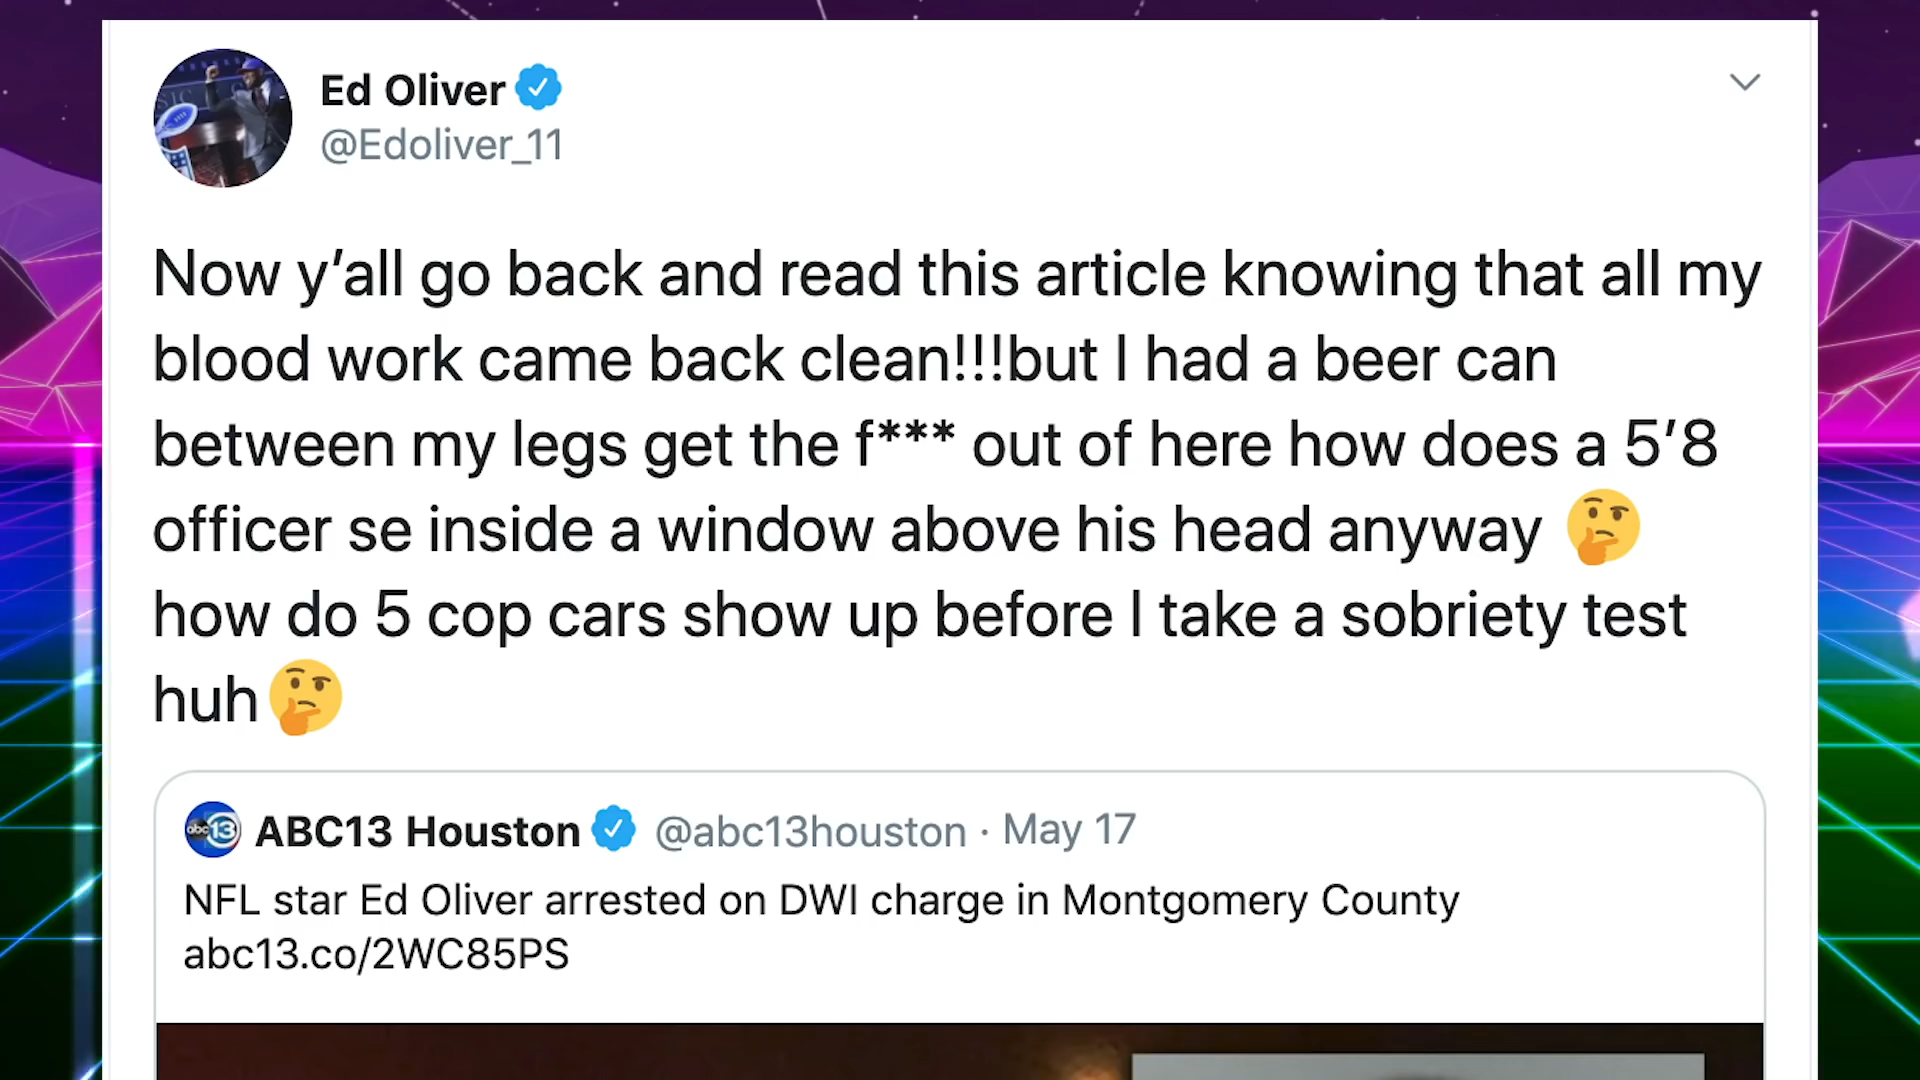 Ed Oliver
@Edoliver_11
Now y’all go back and read this article knowing that all my
blood work came back clean!!!but I had a beer can
between my legs get the f*** out of here how does a 5’8
officer se inside a window above his head anyway 🤔
how do 5 cop cars show up before I take a sobriety test
huh🤔
abc13 ABC13 Houston @abc13houston · May 17
NFL star Ed Oliver arrested on DWI charge in Montgomery County
abc13.co/2WC85PS